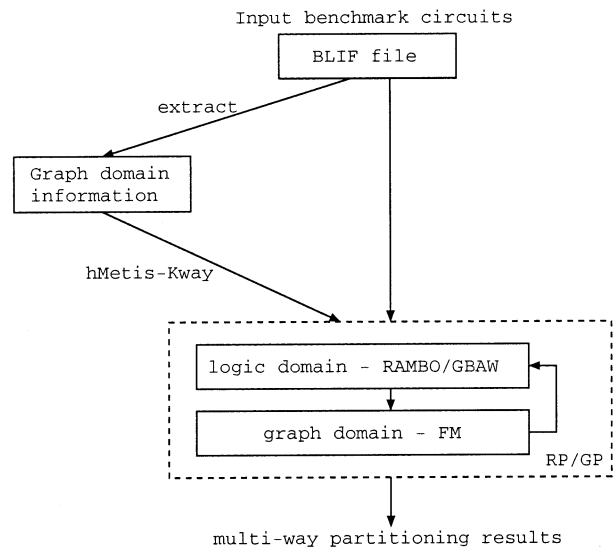 Input benchmark circuits
BLIF file
extract
Graph domain
information
hMetis-Kway
logic domain - RAMBO/GBAW
graph domain - FM
RP/GP
multi-way partitioning results